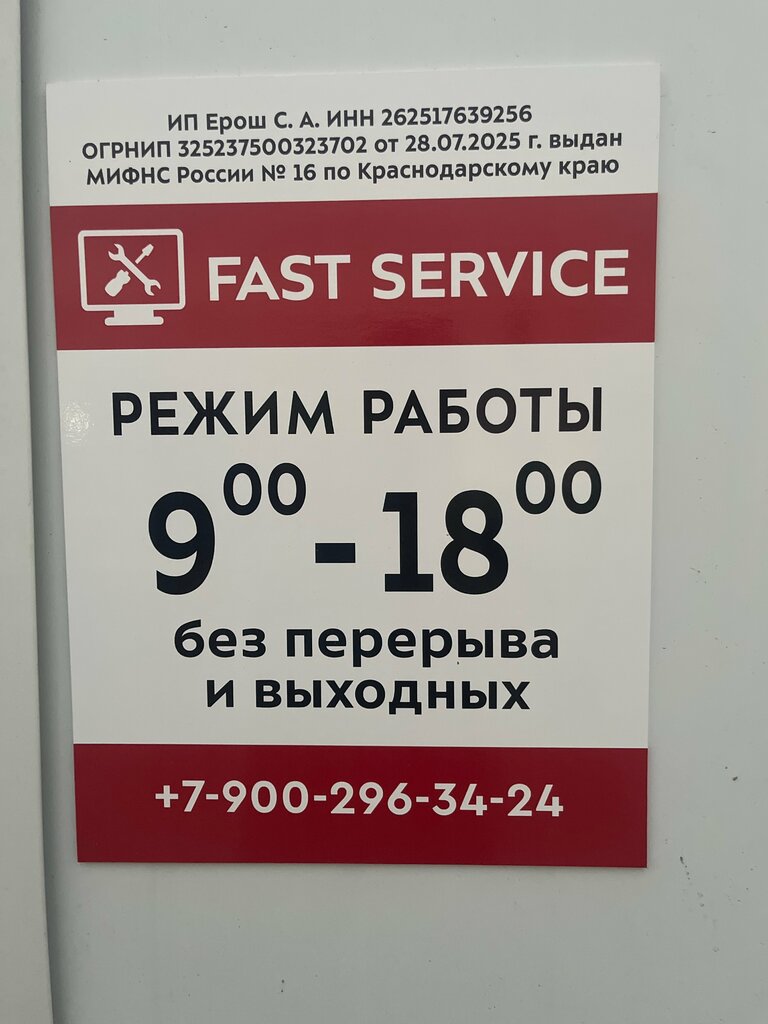 ИП Ерош С. А. ИНН 262517639256
ОГРНИП 325237500323702 от 28.07.2025 г. выдан
МИФНС России № 16 по Краснодарскому краю
FAST SERVICE
РЕЖИМ РАБОТЫ
9⁰⁰-18⁰⁰
без перерыва
и выходных
+7-900-296-34-24